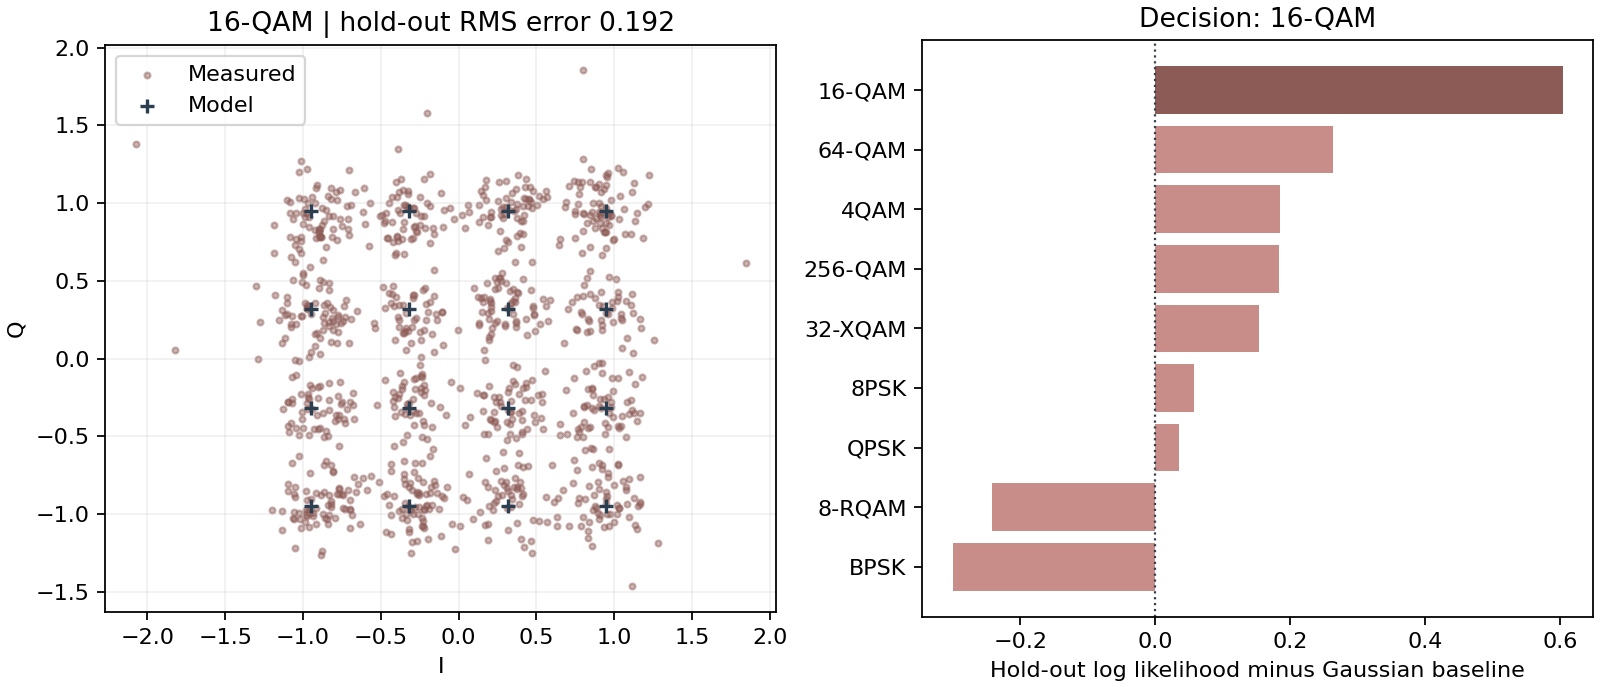 16-QAM | hold-out RMS error 0.192
Measured
Model
2.0
1.5
1.0
0.5
0.0
−0.5
−1.0
−1.5
Q
−2.0 −1.5 −1.0 −0.5 0.0 0.5 1.0 1.5 2.0
I
Decision: 16-QAM
16-QAM
64-QAM
4QAM
256-QAM
32-XQAM
8PSK
QPSK
8-RQAM
BPSK
−0.2 0.0 0.2 0.4 0.6
Hold-out log likelihood minus Gaussian baseline